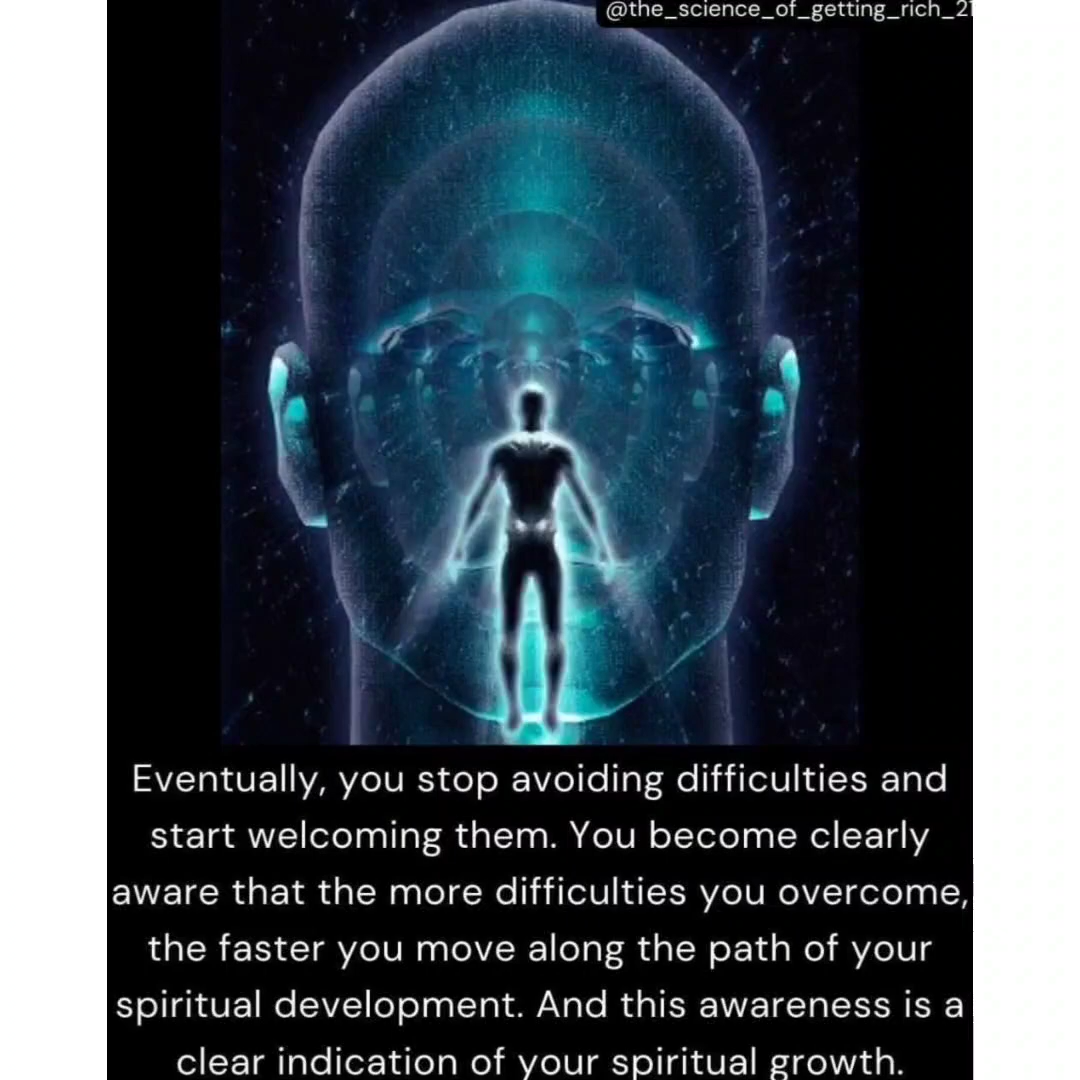 @the_science_of_getting_rich_21
Eventually, you stop avoiding difficulties and
start welcoming them. You become clearly
aware that the more difficulties you overcome,
the faster you move along the path of your
spiritual development. And this awareness is a
clear indication of your spiritual growth.